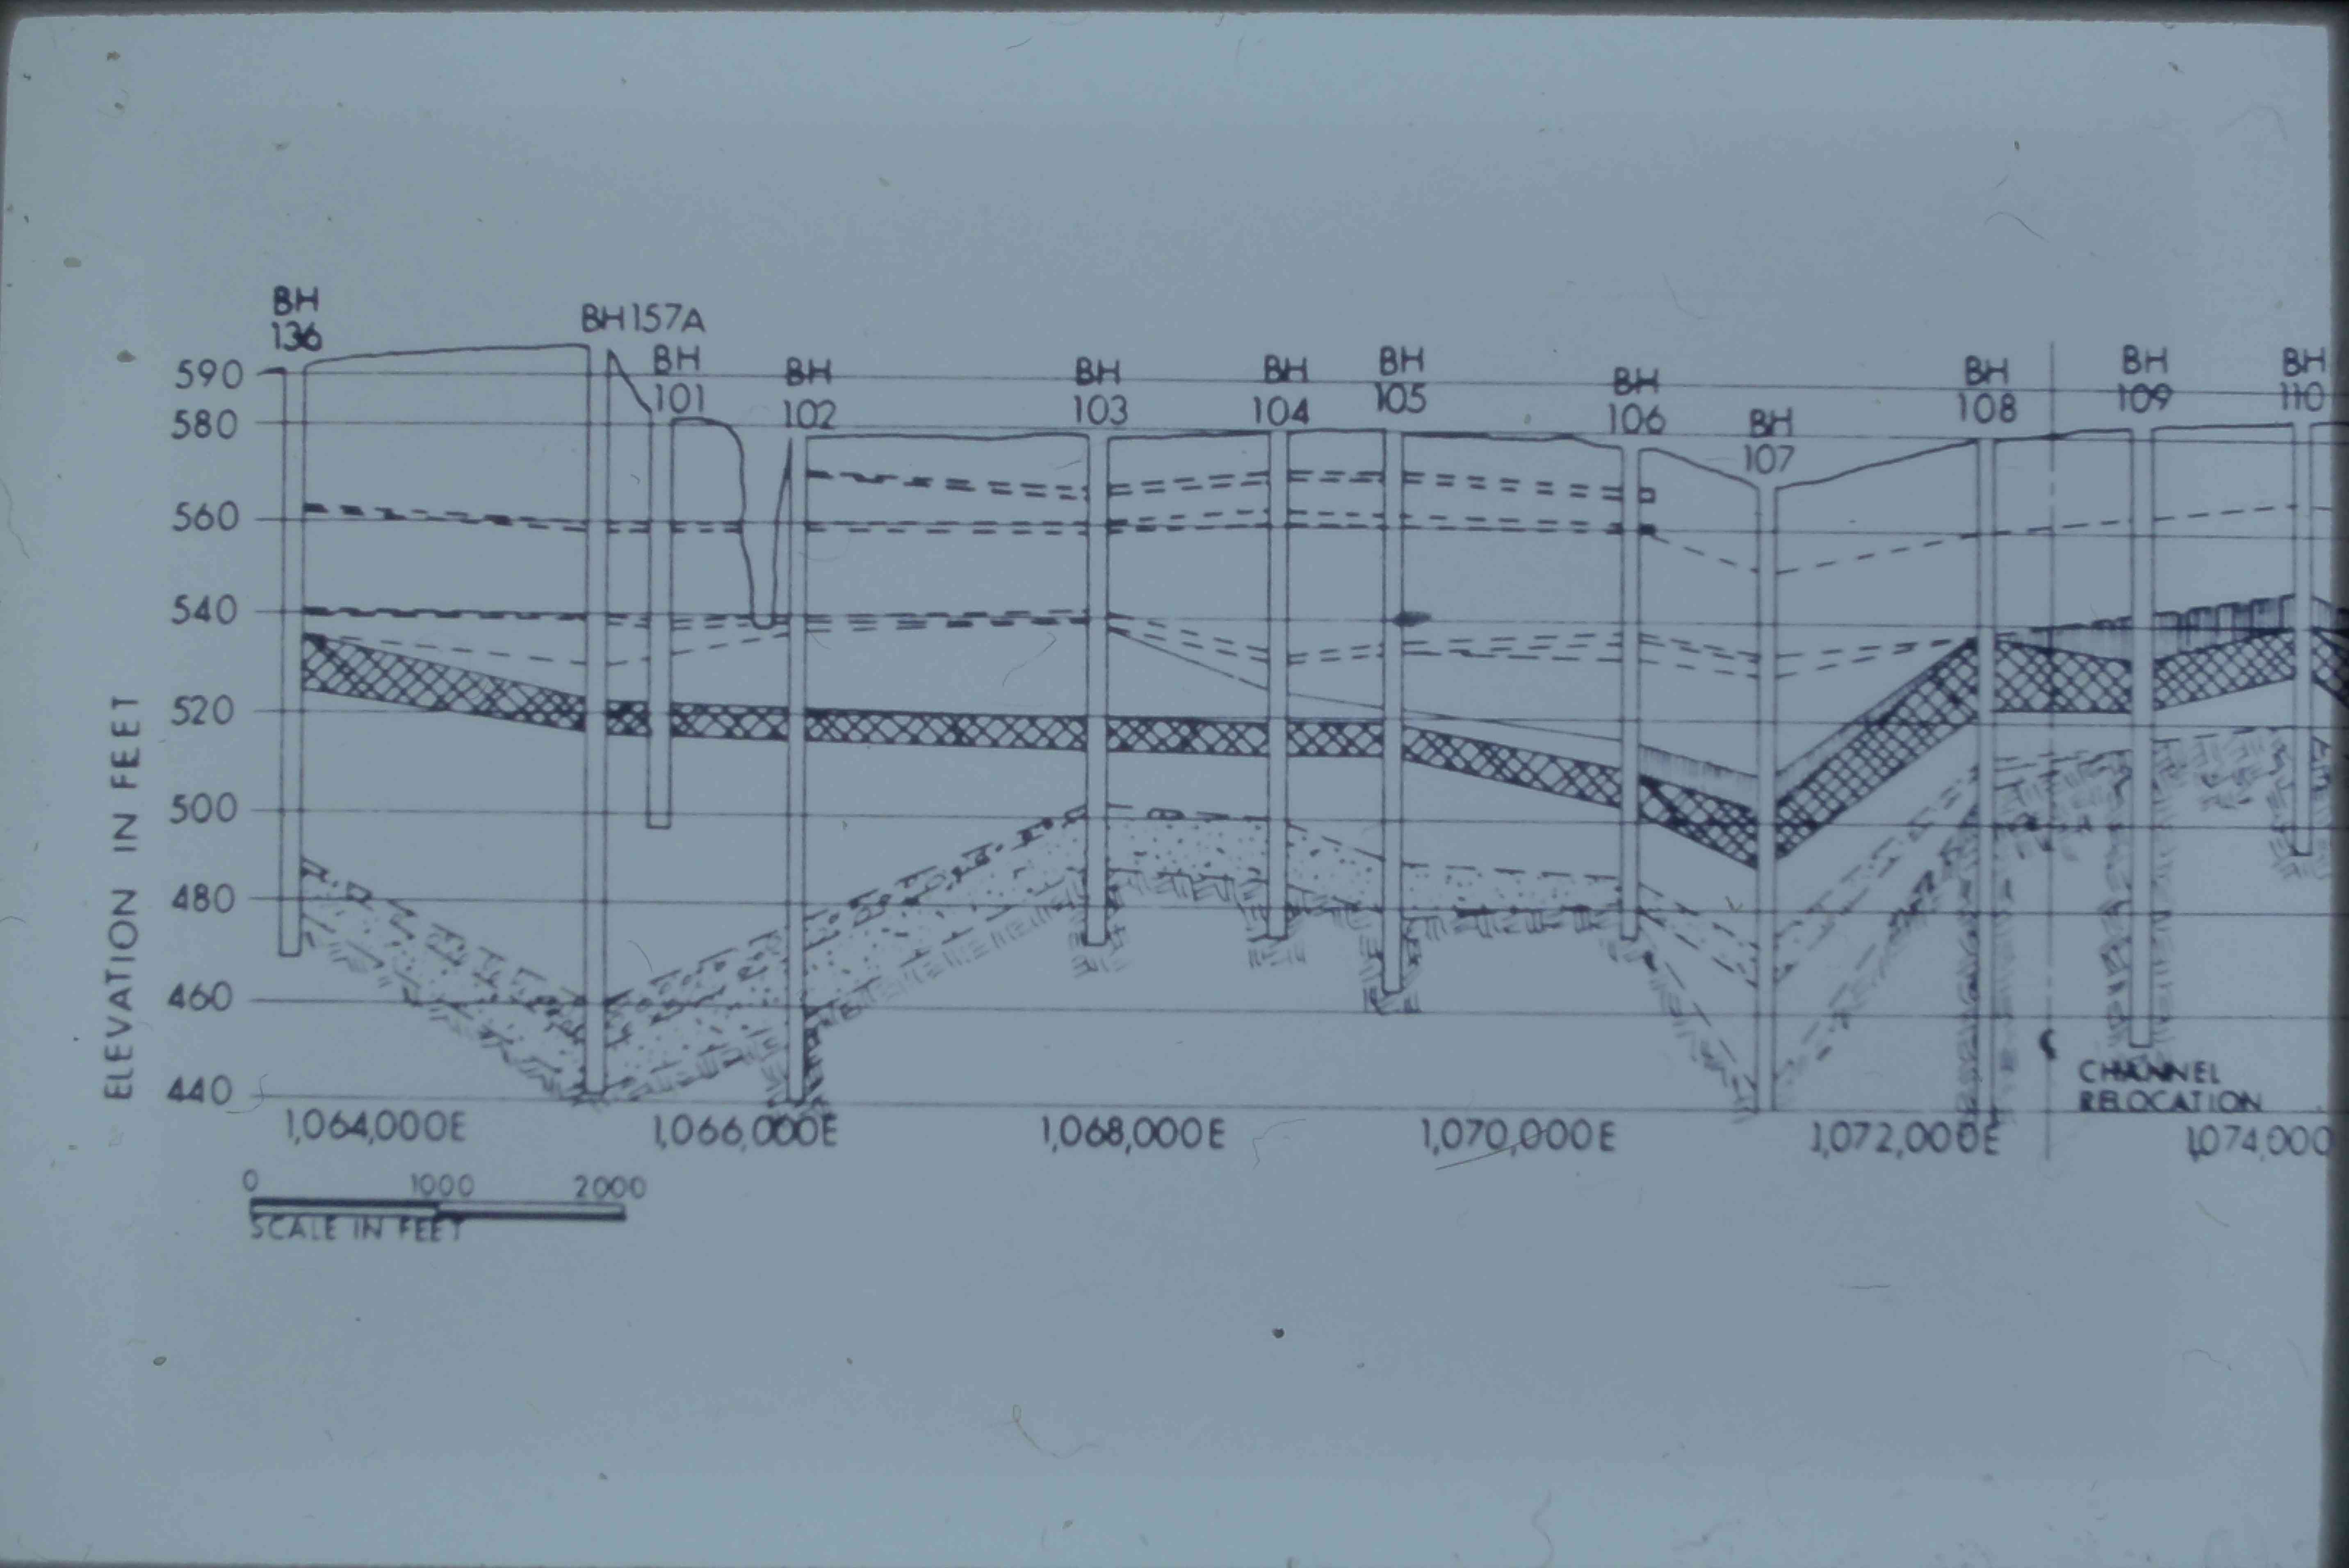 BH
136
BH157A
BH
101
BH
102
BH
103
BH
104
BH
105
BH
106
BH
107
BH
108
BH
109
BH
110
590
580
560
540
520
500
480
460
440
ELEVATION IN FEET
1,064,000E
1,066,000E
1,068,000E
1,070,000E
1,072,000E
1,074,000
CHANNEL
RELOCATION
0 1000 2000
SCALE IN FEET